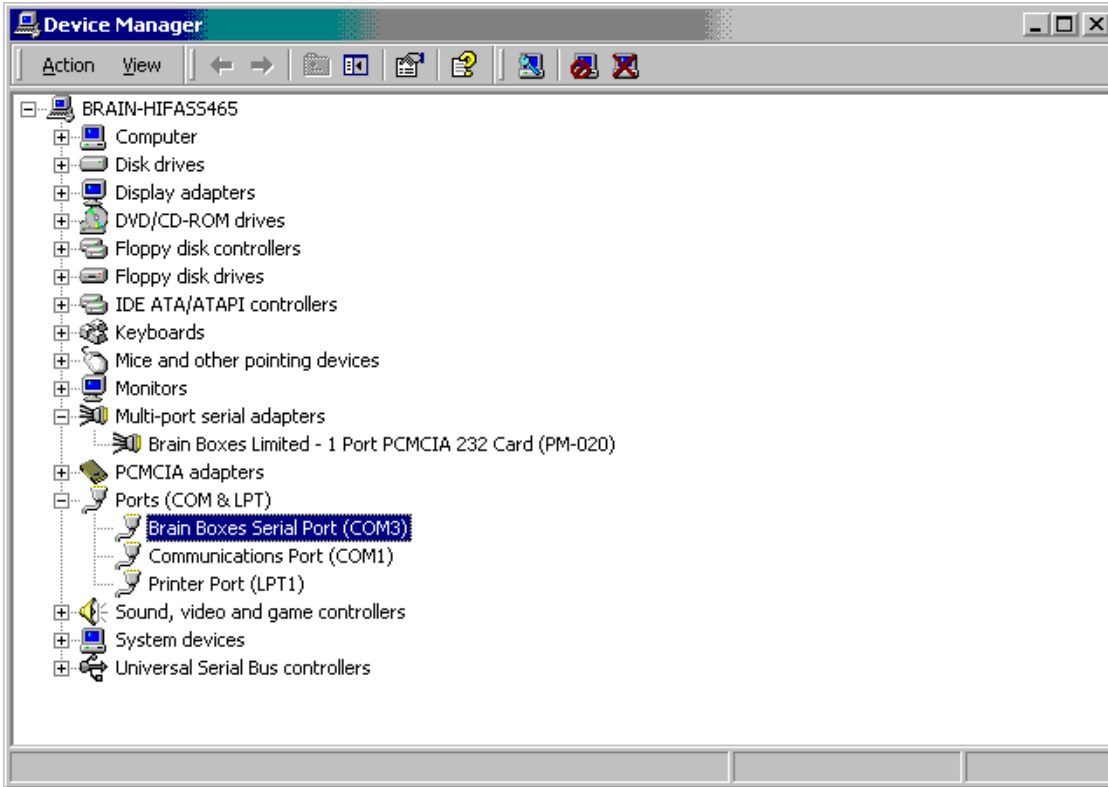 Device Manager
Action View
BRAIN-HIFASS465
Computer
Disk drives
Display adapters
DVD/CD-ROM drives
Floppy disk controllers
Floppy disk drives
IDE ATA/ATAPI controllers
Keyboards
Mice and other pointing devices
Monitors
Multi-port serial adapters
Brain Boxes Limited - 1 Port PCMCIA 232 Card (PM-020)
PCMCIA adapters
Ports (COM & LPT)
Brain Boxes Serial Port (COM3)
Communications Port (COM1)
Printer Port (LPT1)
Sound, video and game controllers
System devices
Universal Serial Bus controllers